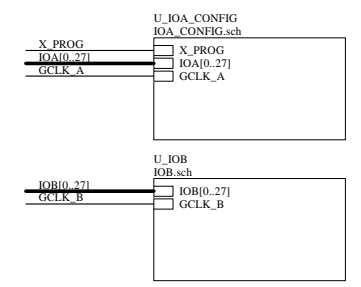 U_IOA_CONFIG
IOA_CONFIG.sch
X_PROG X_PROG
IOA[0..27] IOA[0..27]
GCLK_A GCLK_A
U_IOB
IOB.sch
IOB[0..27] IOB[0..27]
GCLK_B GCLK_B